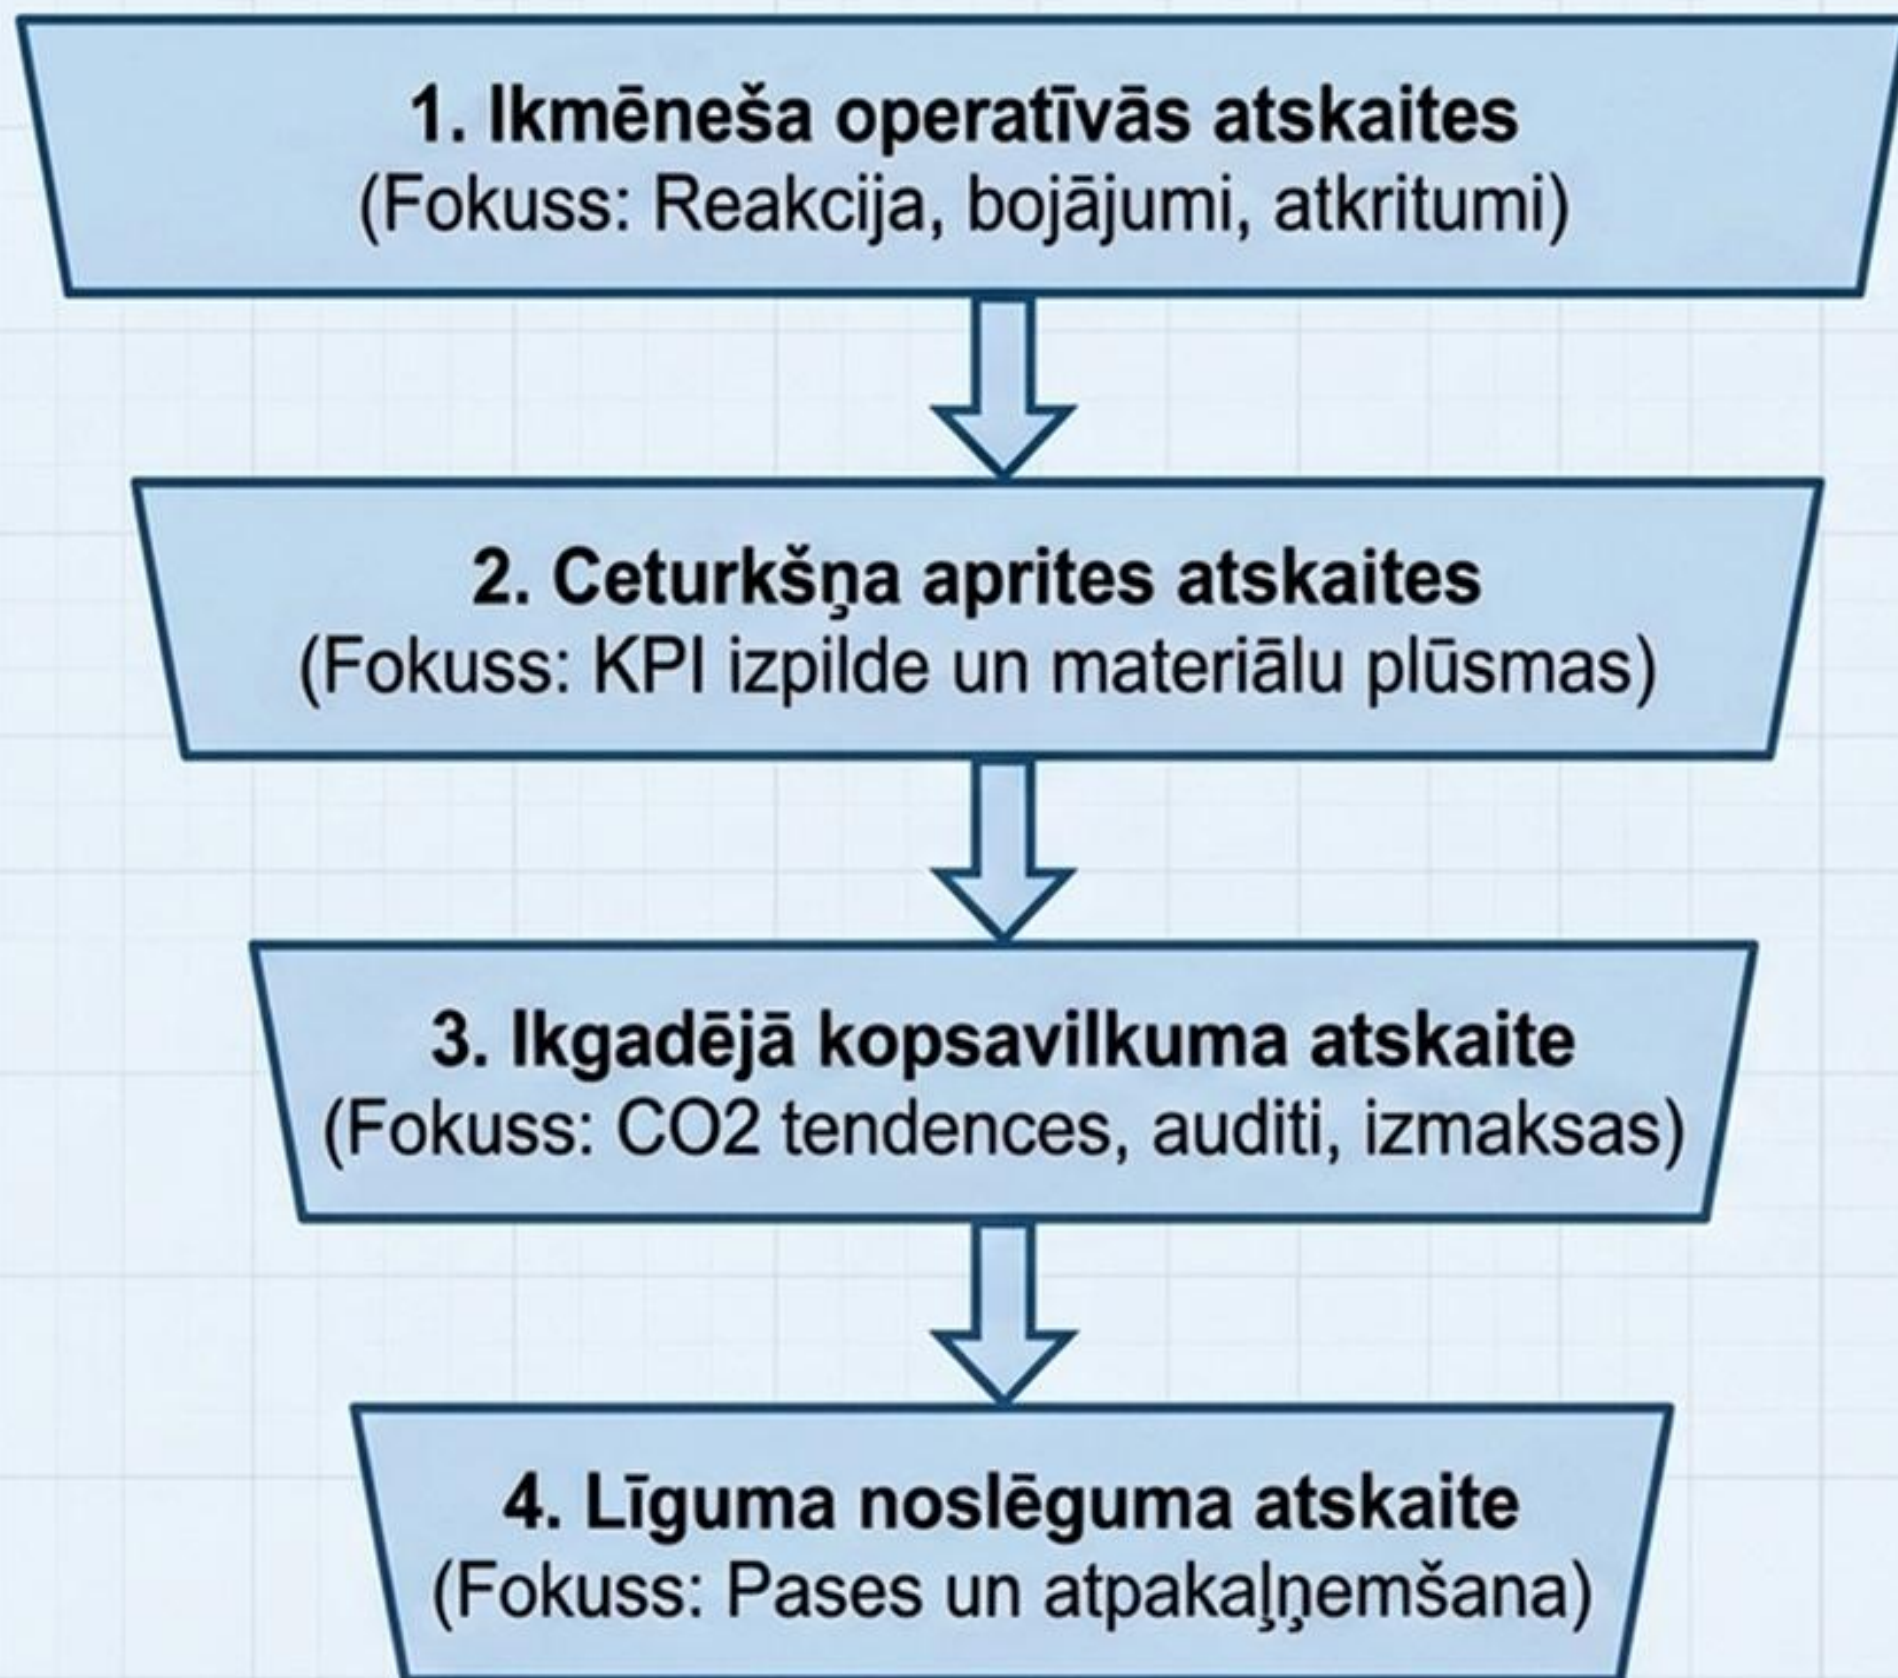 1. Ikmēneša operatīvās atskaites
(Fokuss: Reakcija, bojājumi, atkritumi)
2. Ceturkšņa aprites atskaites
(Fokuss: KPI izpilde un materiālu plūsmas)
3. Ikgadējā kopsavilkuma atskaite
(Fokuss: CO2 tendences, auditi, izmaksas)
4. Līguma noslēguma atskaite
(Fokuss: Pases un atpakaļņemšana)